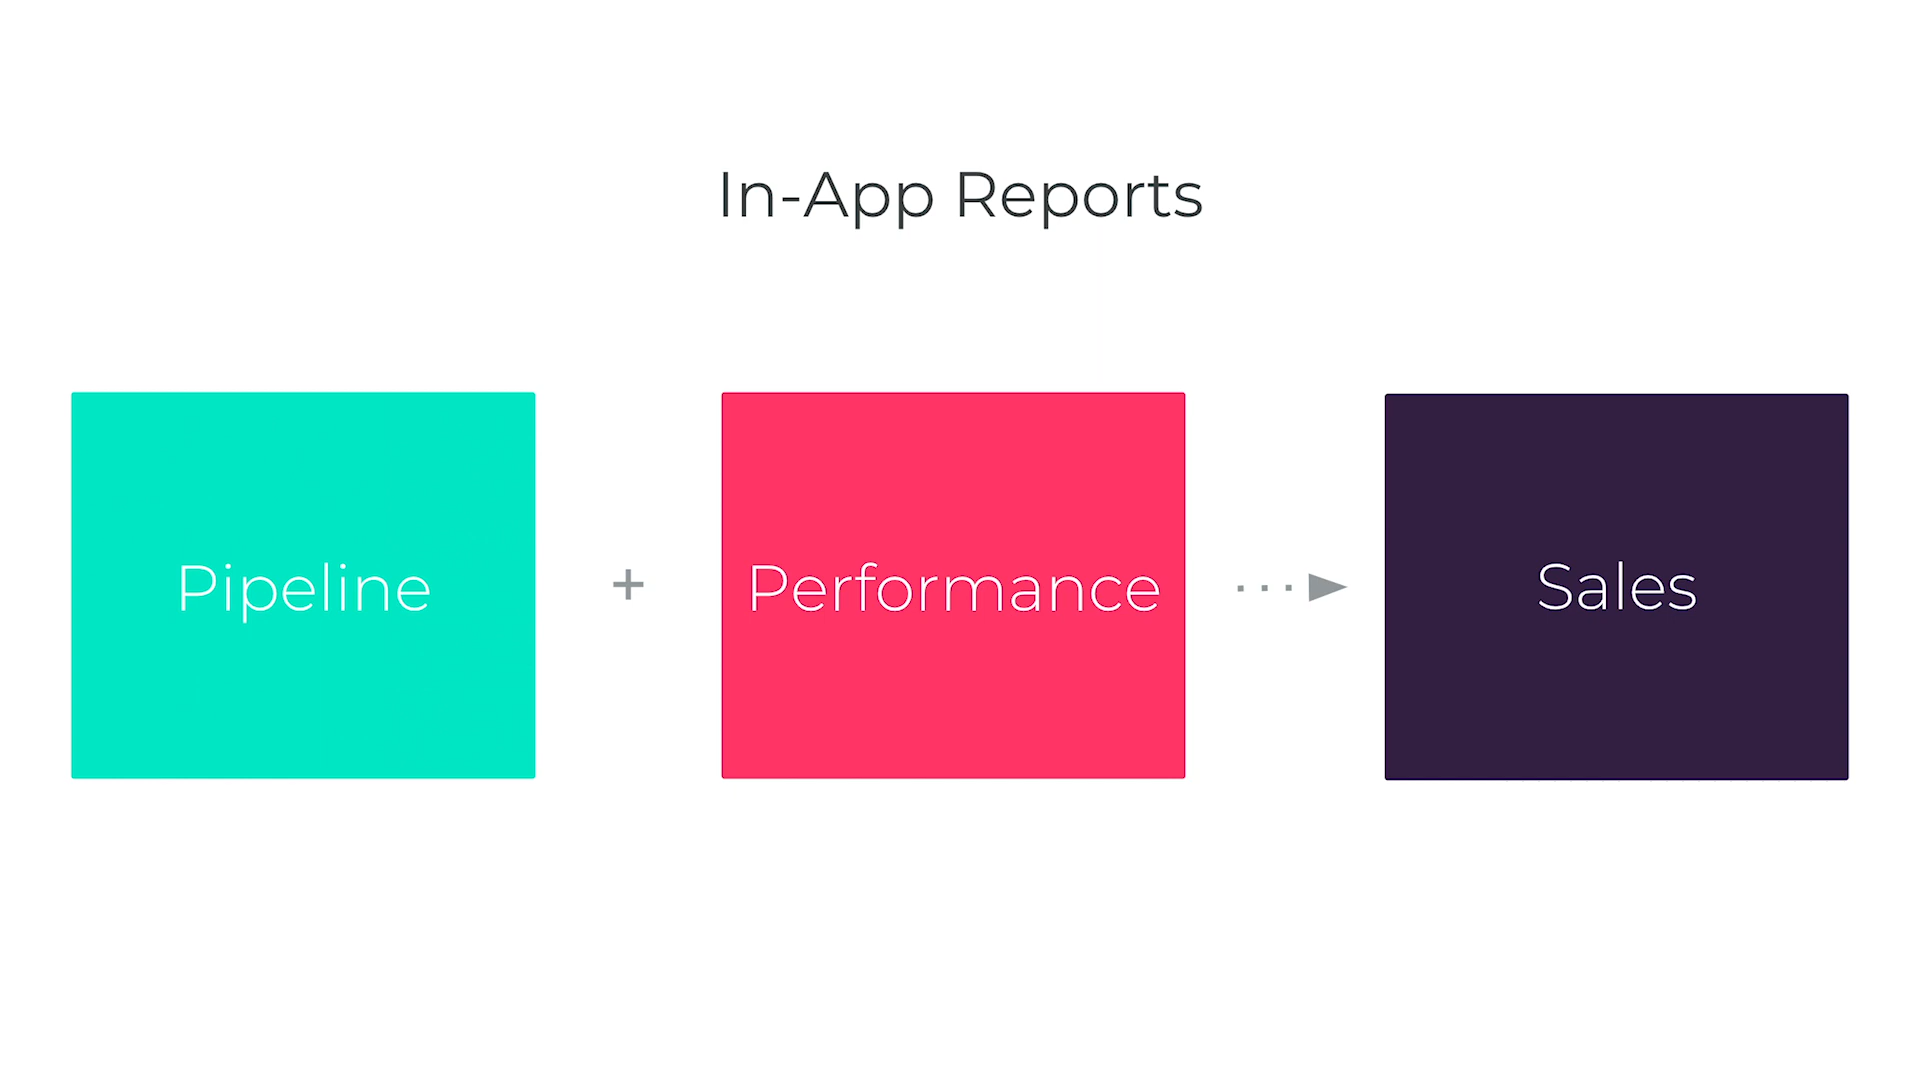 In-App Reports
Pipeline + Performance ...▶ Sales